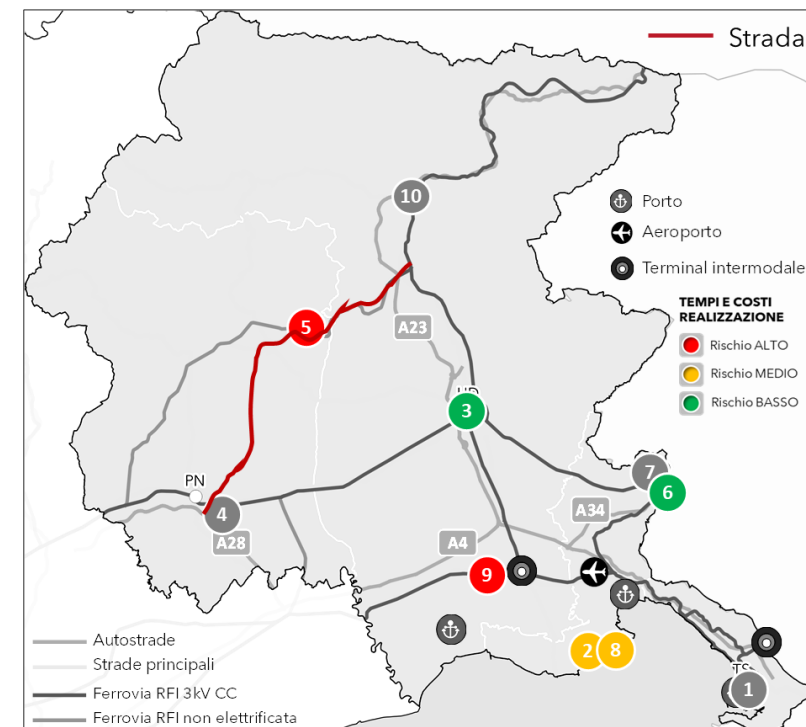 Strada
10
Porto
Aeroporto
Terminal intermodale
TEMPI E COSTI
REALIZZAZIONE
Rischio ALTO
Rischio MEDIO
Rischio BASSO
5
A23
3
PN
4
A28
7
6
A34
A4
9
2
8
TS
1
Autostrade
Strade principali
Ferrovia RFI 3kV CC
Ferrovia RFI non elettrificata